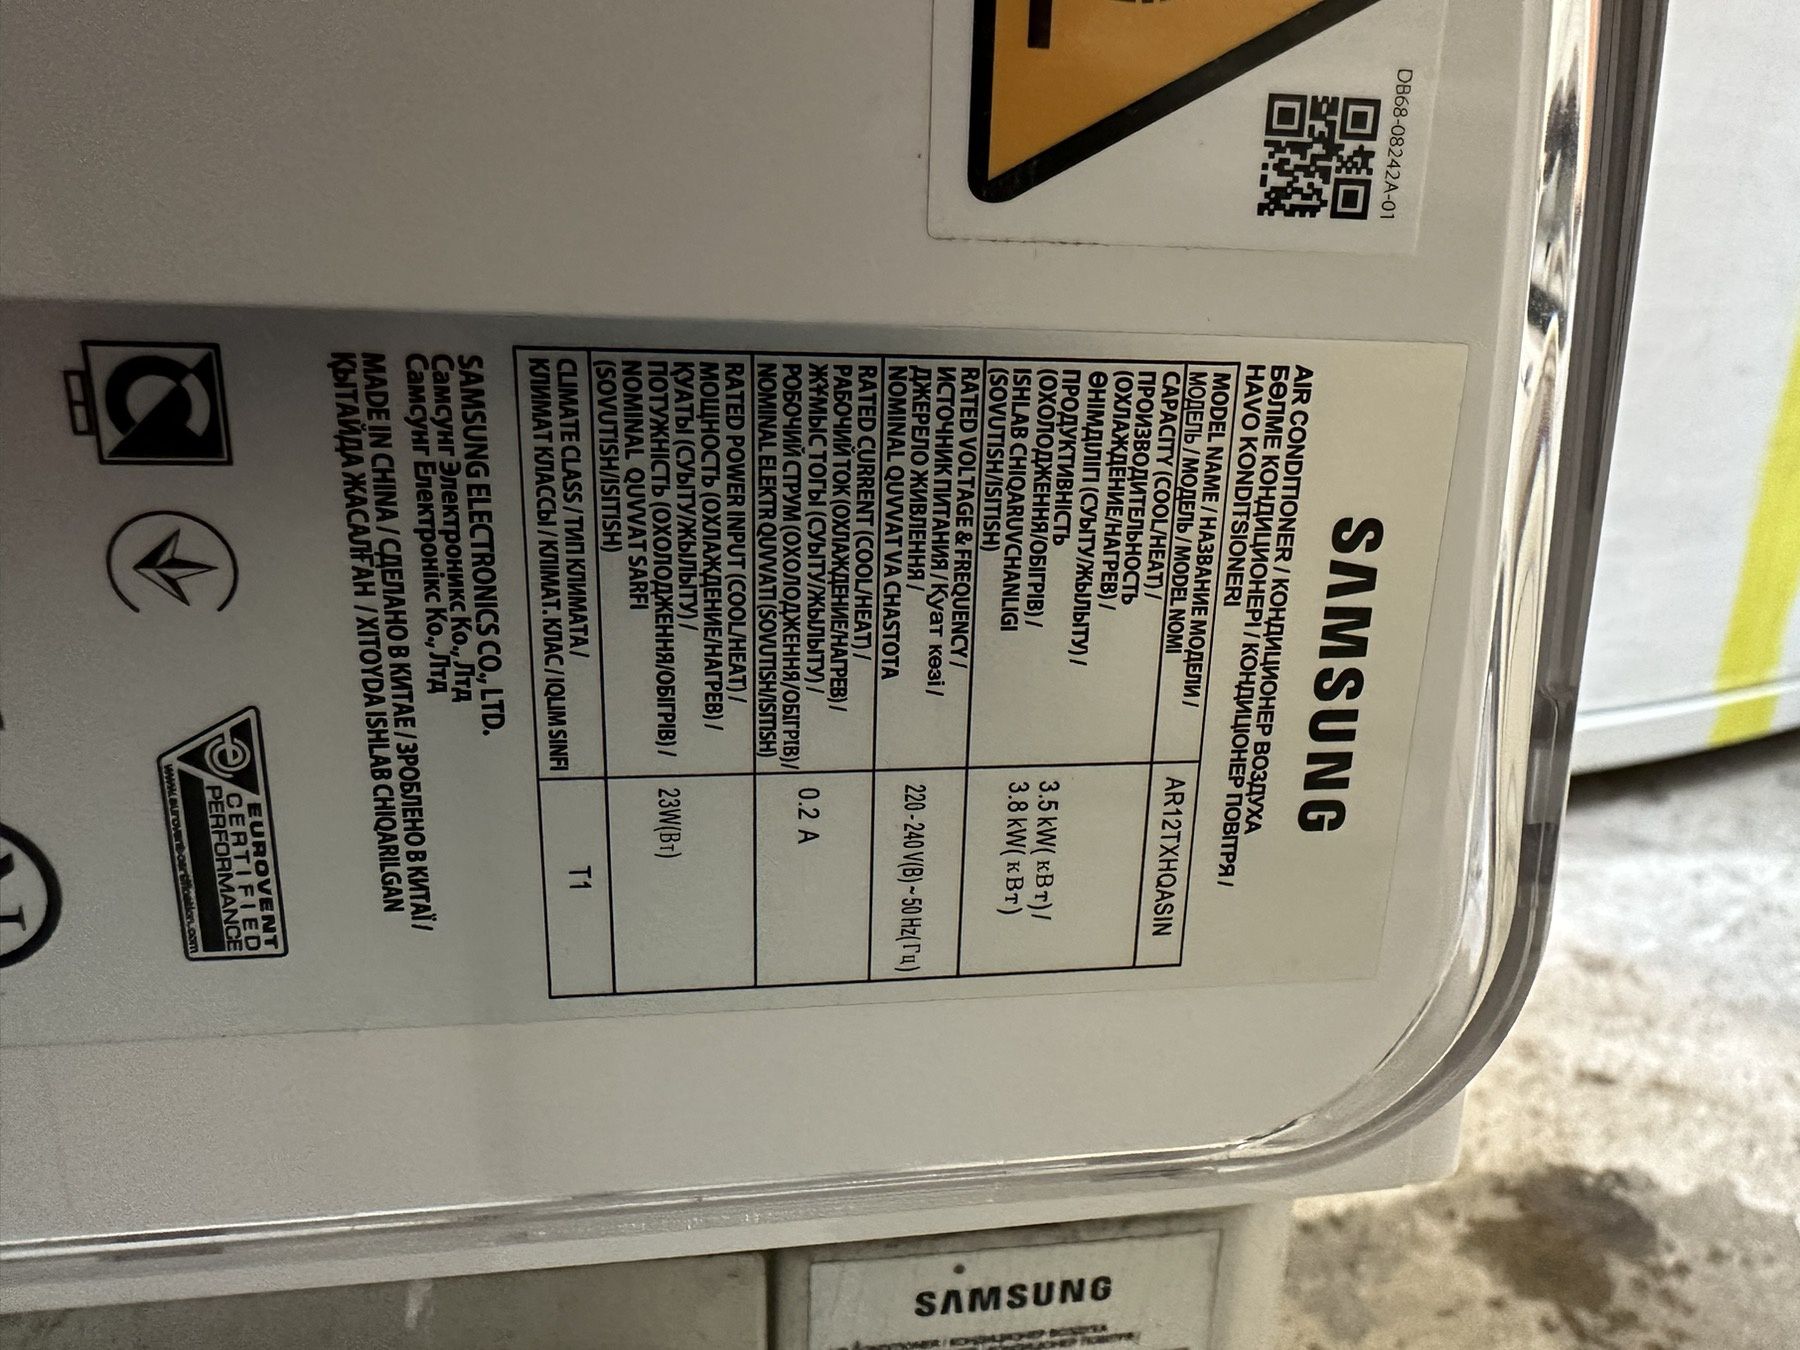 DB68-08242A-01
SAMSUNG
AIR CONDITIONER / КОНДИЦИОНЕР ВОЗДУХА
БӨЛМЕ КОНДИЦИОНЕРІ / КОНДИЦІОНЕР ПОВІТРЯ /
HAVO KONDITSIONERI
MODEL NAME / НАЗВАНИЕ МОДЕЛИ /
МОДЕЛЬ / МОДЕЛЬ / MODEL NOMI
AR12TXHQASIN
CAPACITY (COOL/HEAT) /
ПРОИЗВОДИТЕЛЬНОСТЬ
(ОХЛАЖДЕНИЕ/НАГРЕВ) /
ӨНІМДІЛІГІ (СУЫТУ/ЖЫЛЫТУ) /
ПРОДУКТИВНІСТЬ
(ОХОЛОДЖЕННЯ/ОБІГРІВ) /
ISHLAB CHIQARUVCHANLIGI
(SOVUTISH/ISITISH)
3.5 kW( кВт)/
3.8 kW( кВт)
RATED VOLTAGE & FREQUENCY /
ИСТОЧНИК ПИТАНИЯ / Қуат көзі /
ДЖЕРЕЛО ЖИВЛЕННЯ /
NOMINAL QUVVAT VA CHASTOTA
220 - 240 V(В) ~ 50 Hz(Гц)
RATED CURRENT (COOL/HEAT) /
РАБОЧИЙ ТОК (ОХЛАЖДЕНИЕ/НАГРЕВ) /
ЖҰМЫС ТОГЫ (СУЫТУ/ЖЫЛЫТУ) /
РОБОЧИЙ СТРУМ (ОХОЛОДЖЕННЯ/ОБІГРІВ) /
NOMINAL ELEKTR QUVVATI (SOVUTISH/ISITISH)
0.2 A
RATED POWER INPUT (COOL/HEAT) /
МОЩНОСТЬ (ОХЛАЖДЕНИЕ/НАГРЕВ) /
ҚУАТЫ (СУЫТУ/ЖЫЛЫТУ) /
ПОТУЖНІСТЬ (ОХОЛОДЖЕННЯ/ОБІГРІВ) /
NOMINAL QUVVAT SARFI
(SOVUTISH/ISITISH)
23W(Вт)
CLIMATE CLASS / ТИП КЛИМАТА /
КЛИМАТ КЛАССЫ / КЛІМАТ. КЛАС / IQLIM SINFI
T1
SAMSUNG ELECTRONICS CO., LTD.
Самсунг Электроникс Ко., Лтд
Самсунг Електронікс Ко., Лтд
MADE IN CHINA / СДЕЛАНО В КИТАЕ / ЗРОБЛЕНО В КИТАЇ /
ҚЫТАЙДА ЖАСАЛҒАН / XITOYDA ISHLAB CHIQARILGAN
EUROVENT
CERTIFIED
PERFORMANCE
www.eurovent-certification.com
SAMSUNG